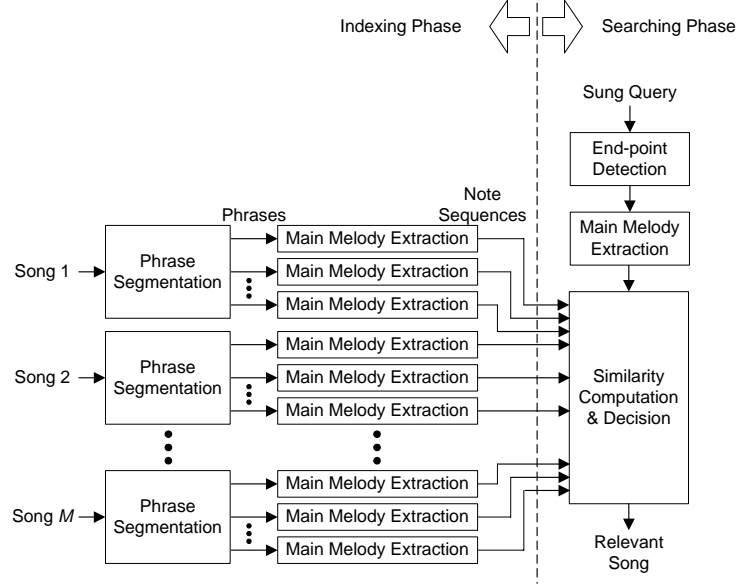 Indexing Phase
Searching Phase
Sung Query
End-point
Detection
Note
Sequences
Phrases
Main Melody
Extraction
Song 1
Phrase
Segmentation
Main Melody Extraction
Main Melody Extraction
Main Melody Extraction
Song 2
Phrase
Segmentation
Main Melody Extraction
Main Melody Extraction
Main Melody Extraction
Similarity
Computation
& Decision
Song M
Phrase
Segmentation
Main Melody Extraction
Main Melody Extraction
Main Melody Extraction
Relevant
Song